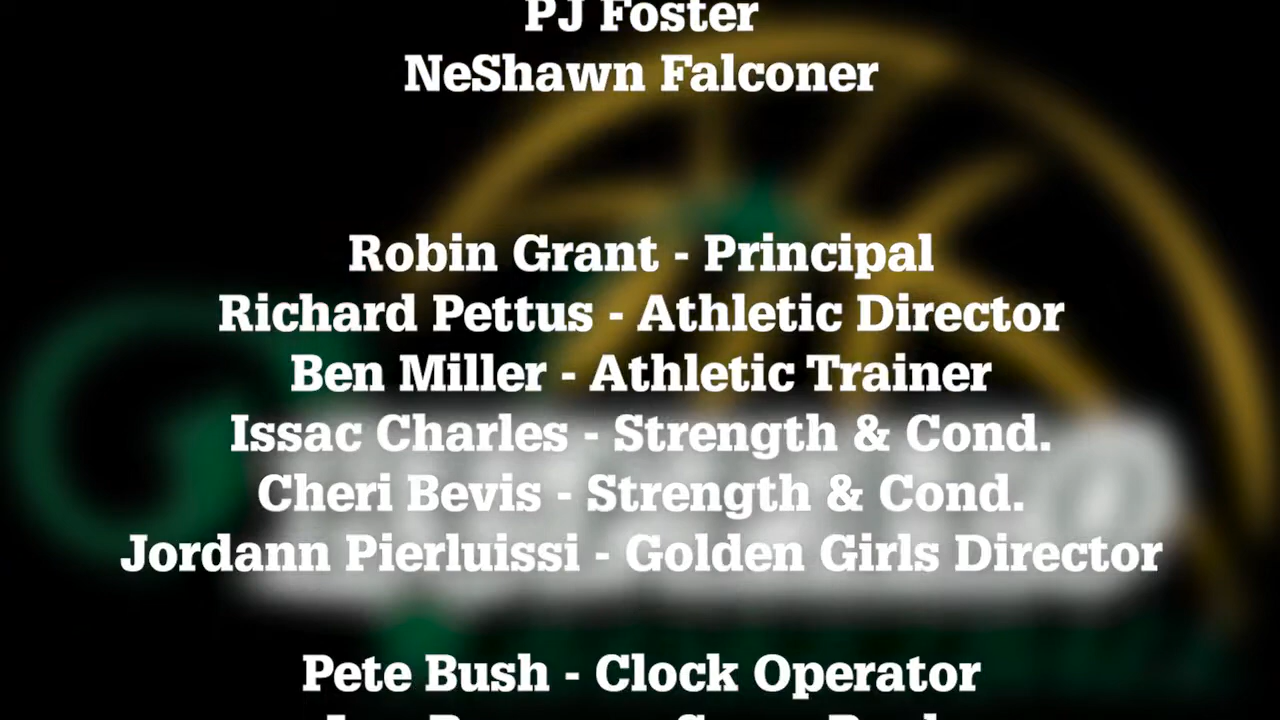 PJ Foster
NeShawn Falconer
Robin Grant - Principal
Richard Pettus - Athletic Director
Ben Miller - Athletic Trainer
Issac Charles - Strength & Cond.
Cheri Bevis - Strength & Cond.
Jordann Pierluissi - Golden Girls Director
Pete Bush - Clock Operator